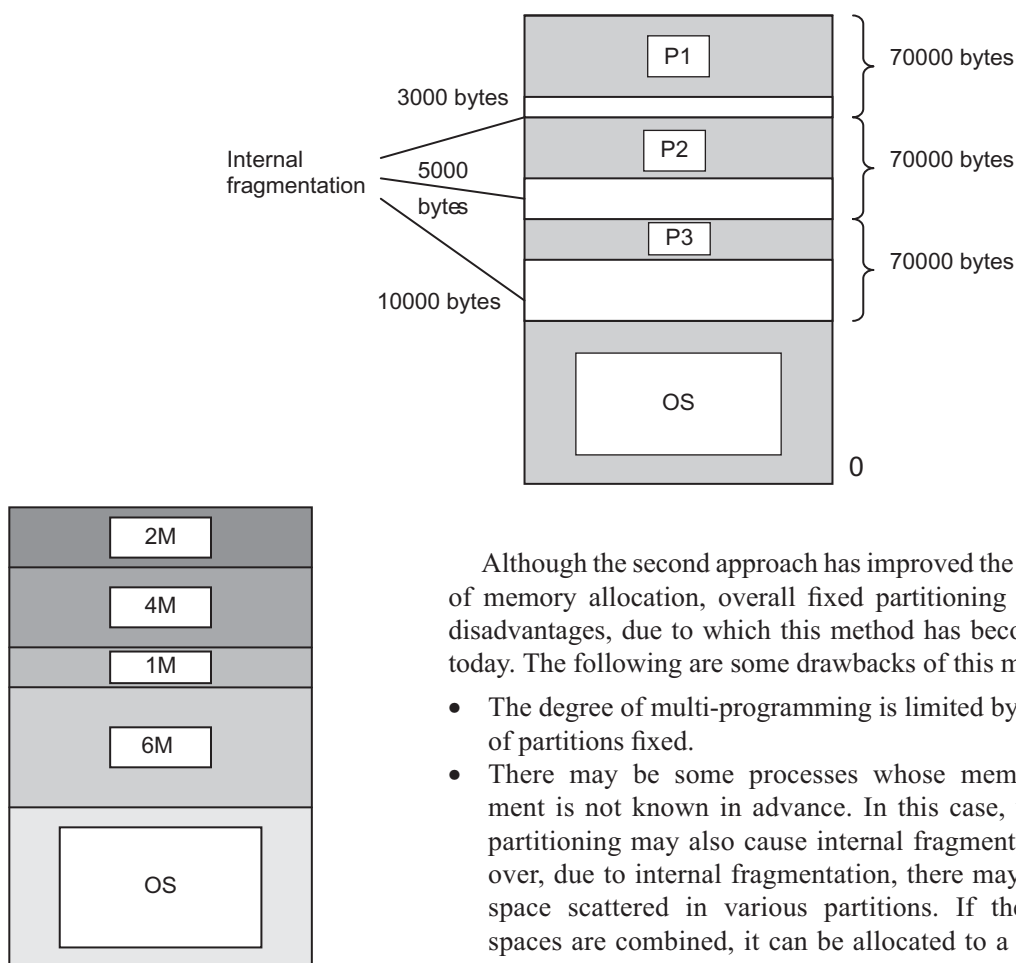 P1
70000 bytes
3000 bytes
P2
70000 bytes
Internal
fragmentation
5000
bytes
P3
70000 bytes
10000 bytes
OS
0
2M
4M
1M
6M
OS
Although the second approach has improved the
of memory allocation, overall fixed partitioning
disadvantages, due to which this method has beco
today. The following are some drawbacks of this m
• The degree of multi-programming is limited by
of partitions fixed.
• There may be some processes whose mem
ment is not known in advance. In this case,
partitioning may also cause internal fragment
over, due to internal fragmentation, there may
space scattered in various partitions. If the
spaces are combined, it can be allocated to a